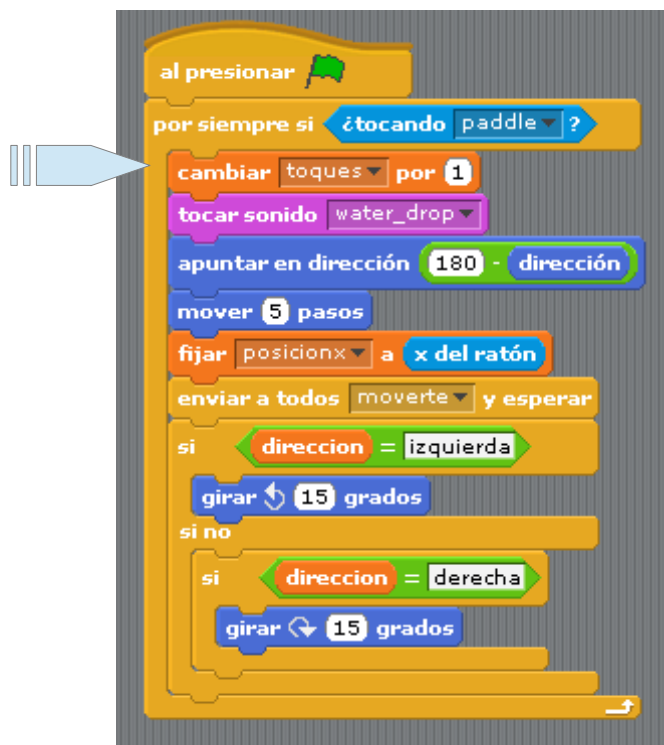 al presionar
por siempre si ¿tocando paddle ?
cambiar toques por 1
tocar sonido water_drop
apuntar en dirección 180 - dirección
mover 5 pasos
fijar posicionx a x del ratón
enviar a todos moverte y esperar
si direccion = izquierda
girar 15 grados
si no
si direccion = derecha
girar 15 grados